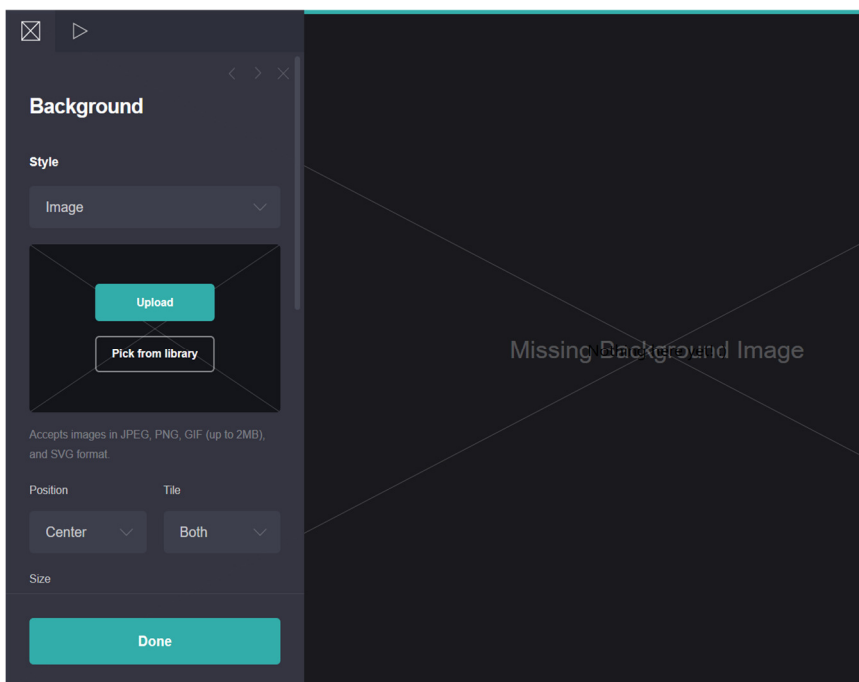 Background
Style
Image
Upload
Pick from library
Accepts images in JPEG, PNG, GIF (up to 2MB),
and SVG format.
Position
Tile
Center
Both
Size
Done
Missing Background Image